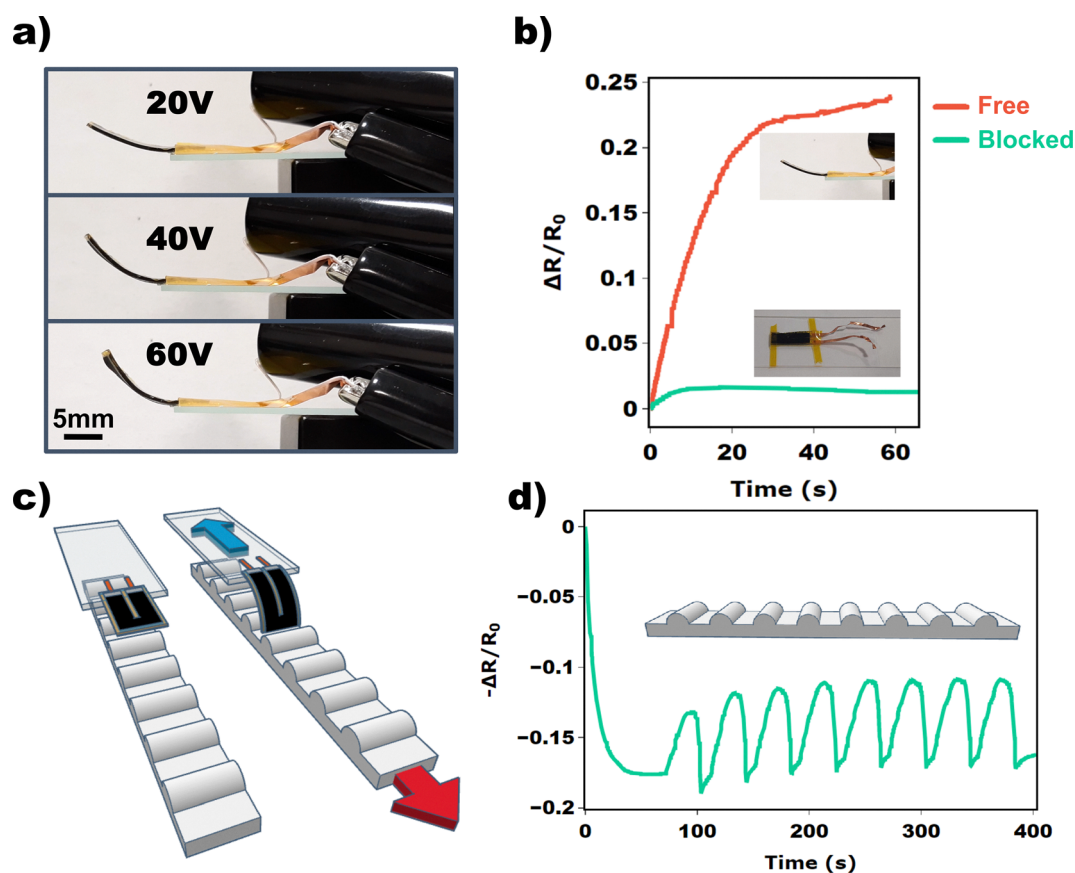 a)
20V
40V
60V
5mm
b)
0.25
0.2
0.15
0.1
0.05
0
ΔR/R₀
0
20
40
60
Time (s)
Free
Blocked
c)
d)
0
−0.05
−0.1
−0.15
−0.2
-ΔR/R₀
0
100
200
300
400
Time (s)